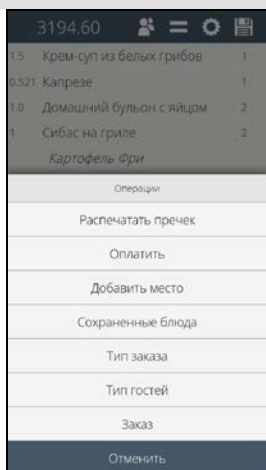 3194.60
1.5 Крем-суп из белых грибов 1
0.521 Капрезе 1
1.0 Домашний бульон с яйцом 2
1 Сибас на гриле 2
Картофель Фри
Операции
Распечатать пречек
Оплатить
Добавить место
Сохраненные блюда
Тип заказа
Тип гостей
Заказ
Отменить